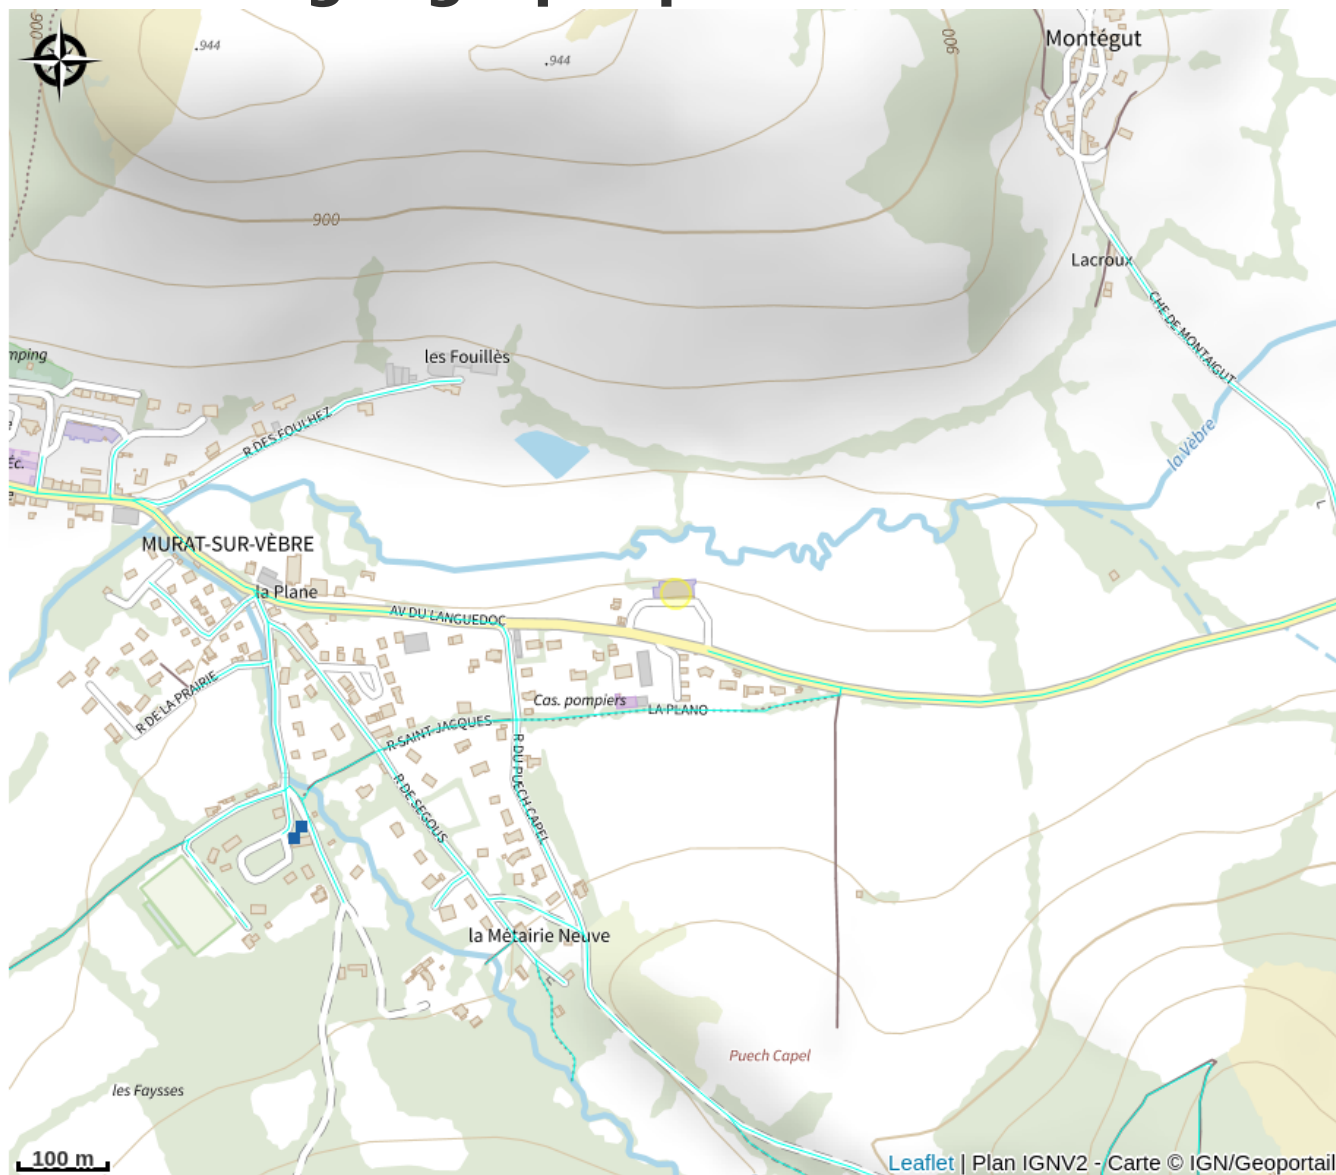 900
944
944
900
Montégut
900
Lacroux
CHE DE MONTAIGUT
mping
les Fouillès
R DES FOULHEZ
la Vèbre
Éc.
MURAT-SUR-VÈBRE
la Plane
AV DU LANGUEDOC
R DE LA PRAIRIE
Cas. pompiers
LA PLANO
R SAINT-JACQUES
R DU PUECH CAPEL
R DE SEGOUS
la Métairie Neuve
Puech Capel
les Faysses
100 m
Leaflet | Plan IGNV2 - Carte © IGN/Geoportail